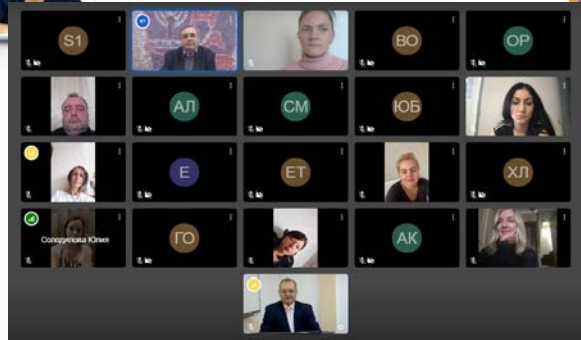 S1
ВО
ОР
АЛ
СМ
ЮБ
Е
ЕТ
ХЛ
Солодилова Юлия
ГО
АК